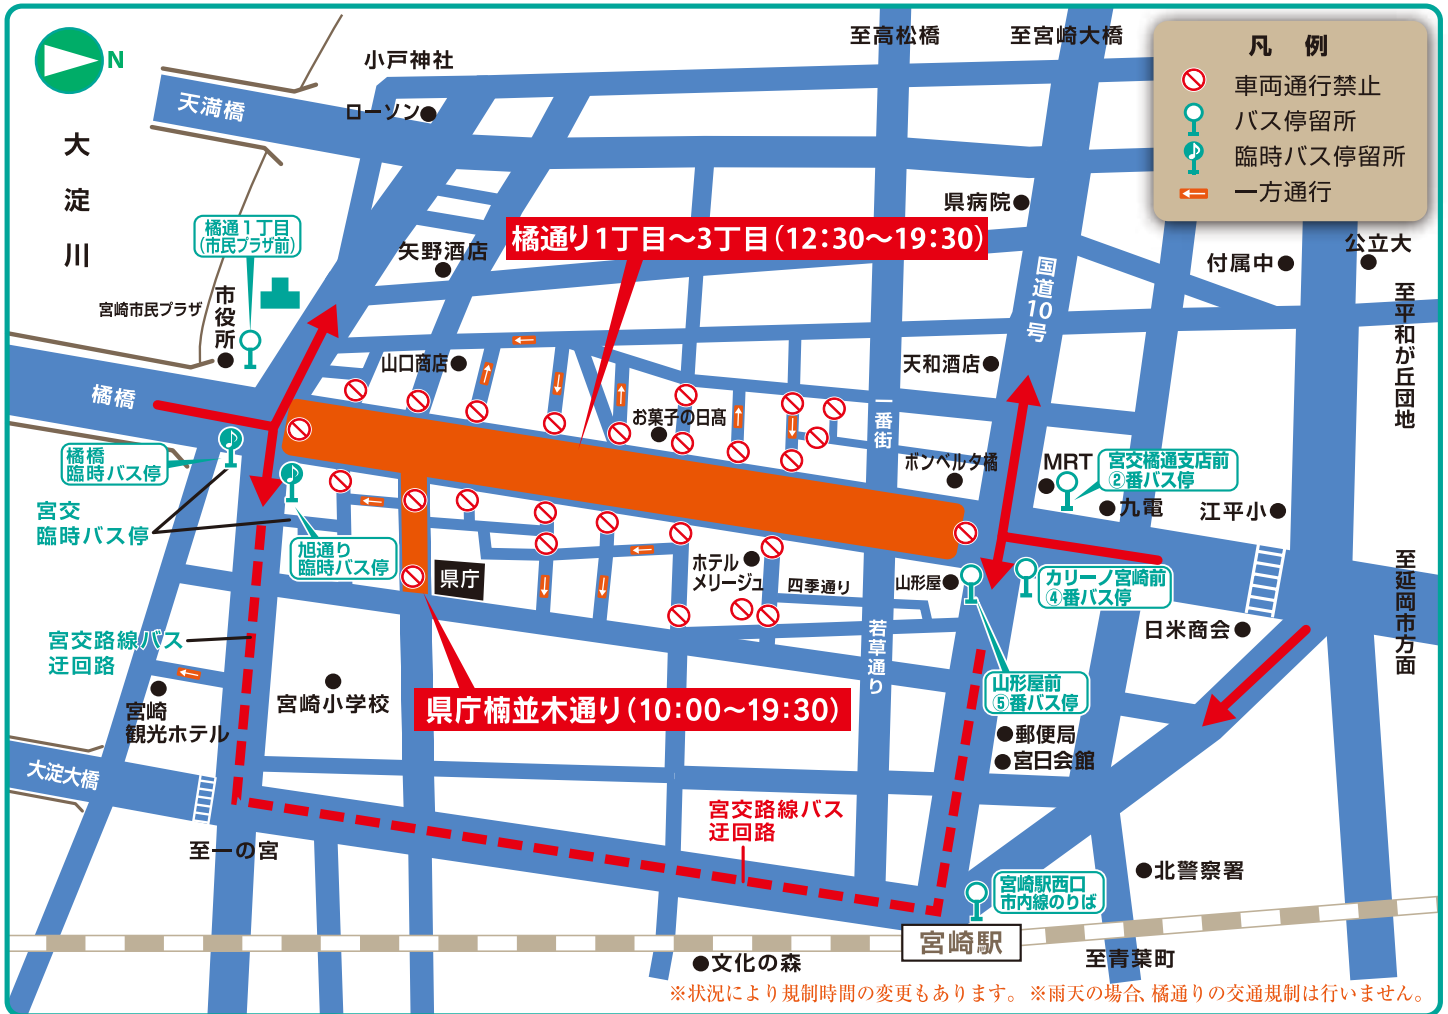 N
大淀川
天満橋
小戸神社
ローソン
至高松橋
至宮崎大橋
凡 例
車両通行禁止
バス停留所
臨時バス停留所
一方通行
橘通1丁目
(市民プラザ前)
矢野酒店
県病院
橘通り1丁目～3丁目(12:30～19:30)
付属中
公立大
国道10号
至平和が丘団地
宮崎市民プラザ
市役所
山口商店
天和酒店
橘橋
お菓子の日髙
一番街
ボンベルタ橘
MRT
宮交橘通支店前
②番バス停
九電
江平小
橘橋
臨時バス停
宮交
臨時バス停
旭通り
臨時バス停
県庁
ホテル
メリージュ
四季通り
山形屋
カリーノ宮崎前
④番バス停
至延岡市方面
日米商会
宮交路線バス
迂回路
若草通り
宮崎
観光ホテル
宮崎小学校
県庁楠並木通り(10:00～19:30)
山形屋前
⑤番バス停
郵便局
宮日会館
大淀大橋
至一の宮
宮交路線バス
迂回路
宮崎駅西口
市内線のりば
北警察署
宮崎駅
文化の森
至青葉町
※状況により規制時間の変更もあります。※雨天の場合、橘通りの交通規制は行いません。